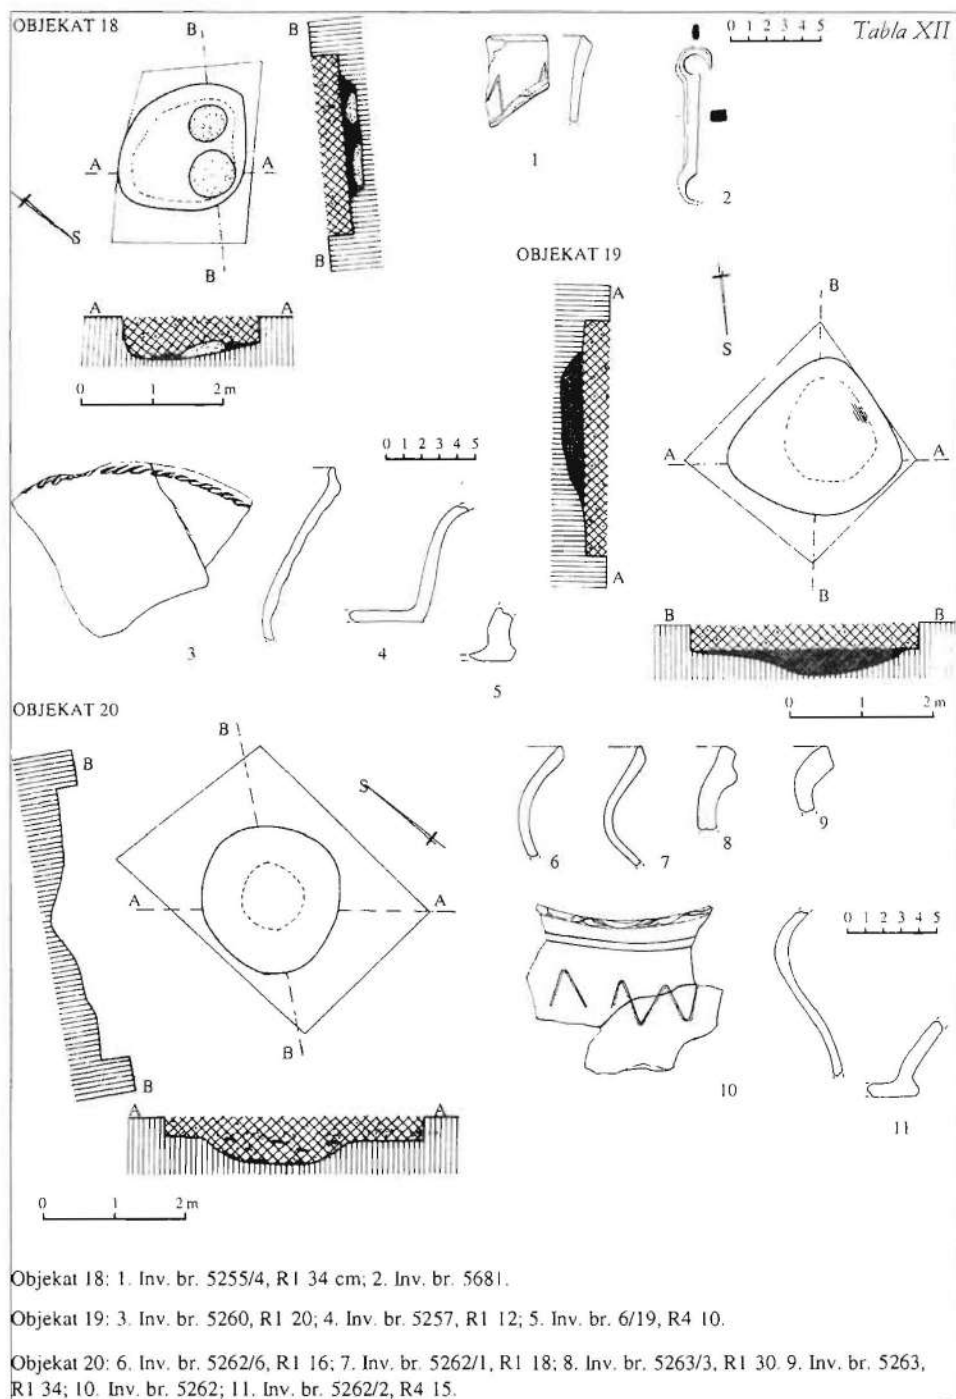 OBJEKAT 18
B
B
0 1 2 3 4 5
Tabla XII
A
A
1
2
S
B
B
OBJEKAT 19
A
B
A
A
S
0 1 2 m
0 1 2 3 4 5
A
A
A
B
3
4
5
B
B
OBJEKAT 20
0 1 2 m
B
B
S
6
7
8
9
A
A
0 1 2 3 4 5
B
B
10
11
A
A
0 1 2 m
Objekat 18: 1. Inv. br. 5255/4, R1 34 cm; 2. Inv. br. 5681.
Objekat 19: 3. Inv. br. 5260, R1 20; 4. Inv. br. 5257, R1 12; 5. Inv. br. 6/19, R4 10.
Objekat 20: 6. Inv. br. 5262/6, R1 16; 7. Inv. br. 5262/1, R1 18; 8. Inv. br. 5263/3, R1 30. 9. Inv. br. 5263,
R1 34; 10. Inv. br. 5262; 11. Inv. br. 5262/2, R4 15.